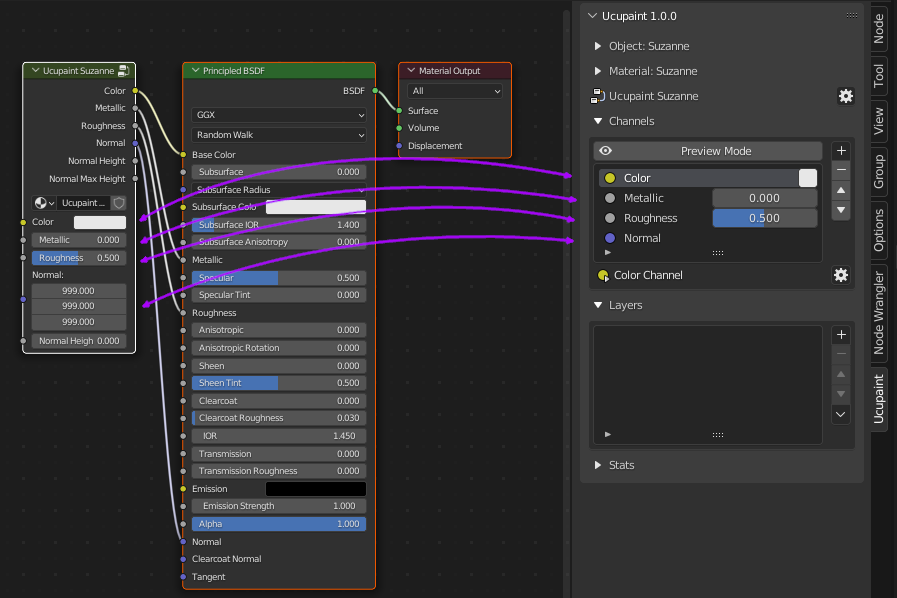 Ucupaint Suzanne
Color
Metallic
Roughness
Normal
Normal Height
Normal Max Height
Ucupaint ...
Color
Metallic 0.000
Roughness 0.500
Normal:
999.000
999.000
999.000
Normal Heigh 0.000
Principled BSDF
BSDF
GGX
Random Walk
Base Color
Subsurface 0.000
Subsurface Radius
Subsurface Colo
Subsurface IOR 1.400
Subsurface Anisotropy 0.000
Metallic
Specular 0.500
Specular Tint 0.000
Roughness
Anisotropic 0.000
Anisotropic Rotation 0.000
Sheen 0.000
Sheen Tint 0.500
Clearcoat 0.000
Clearcoat Roughness 0.030
IOR 1.450
Transmission 0.000
Transmission Roughness 0.000
Emission
Emission Strength 1.000
Alpha 1.000
Normal
Clearcoat Normal
Tangent
Material Output
All
Surface
Volume
Displacement
Ucupaint 1.0.0
Object: Suzanne
Material: Suzanne
Ucupaint Suzanne
Channels
Preview Mode
Color
Metallic 0.000
Roughness 0.500
Normal
Color Channel
Layers
Stats
Node
Tool
View
Group
Options
Node Wrangler
Ucupaint